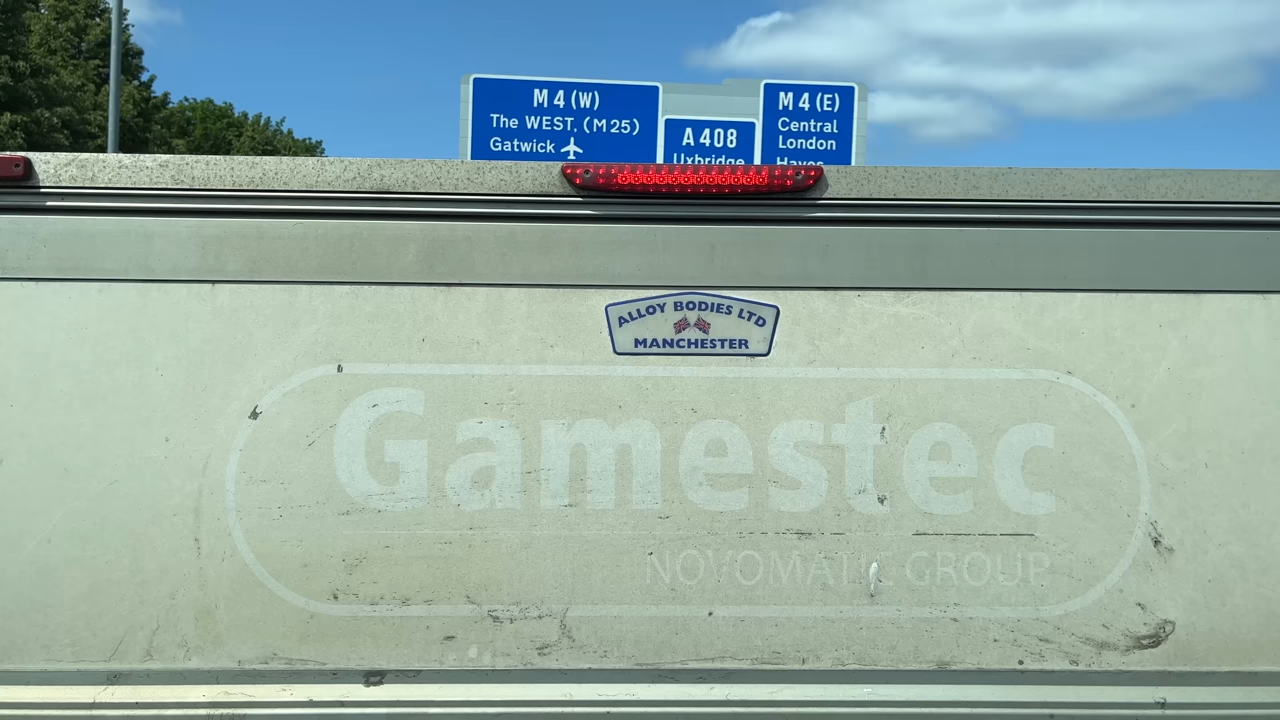 M4 (W)
The WEST, (M25)
Gatwick
A408
Uxbridge
M4 (E)
Central
London
Hayes
ALLOY BODIES LTD
MANCHESTER
Gamestec
NOVOMATIC GROUP